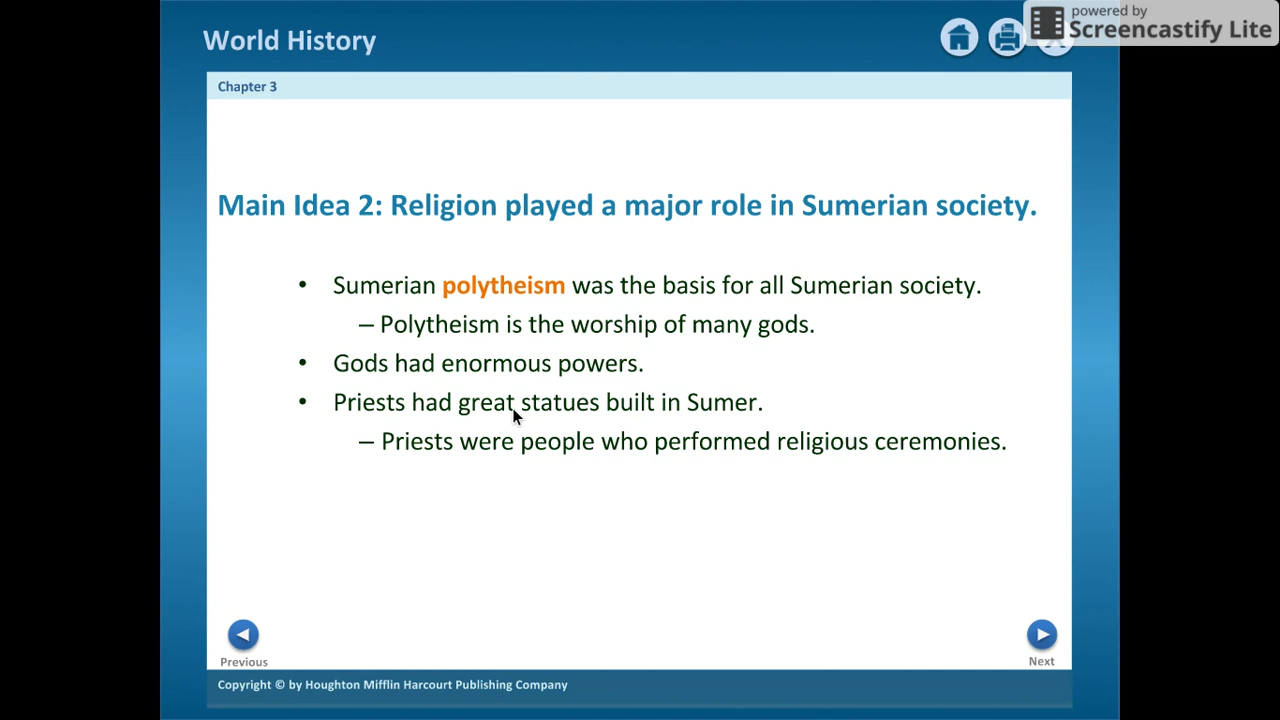 powered by
Screencastify Lite
World History
Chapter 3
Main Idea 2: Religion played a major role in Sumerian society.
• Sumerian polytheism was the basis for all Sumerian society.
– Polytheism is the worship of many gods.
• Gods had enormous powers.
• Priests had great statues built in Sumer.
– Priests were people who performed religious ceremonies.
Previous
Next
Copyright © by Houghton Mifflin Harcourt Publishing Company